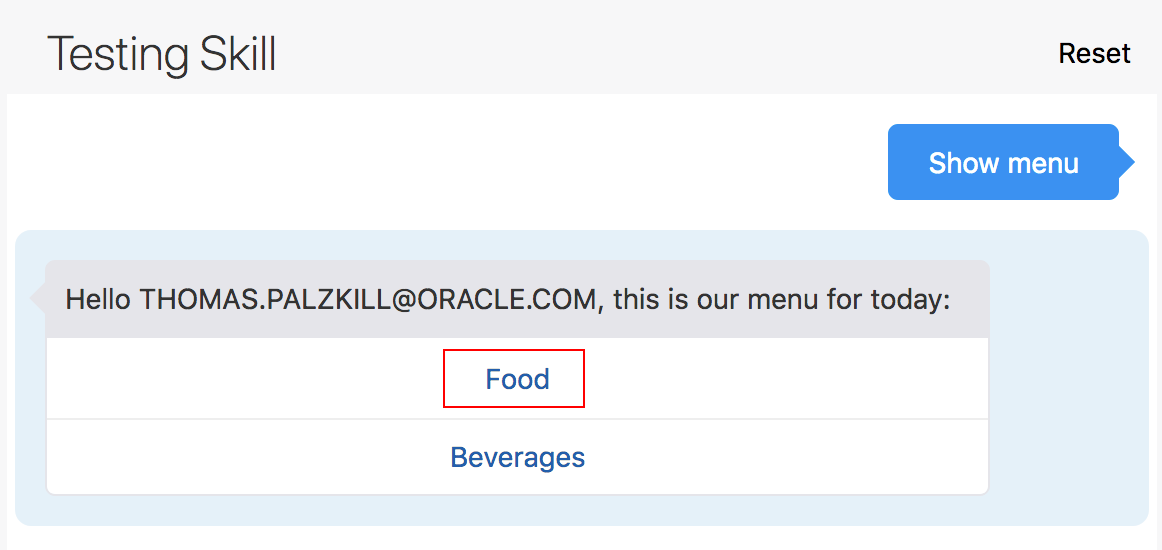 Testing Skill
Reset
Show menu
Hello THOMAS.PALZKILL@ORACLE.COM, this is our menu for today:
Food
Beverages